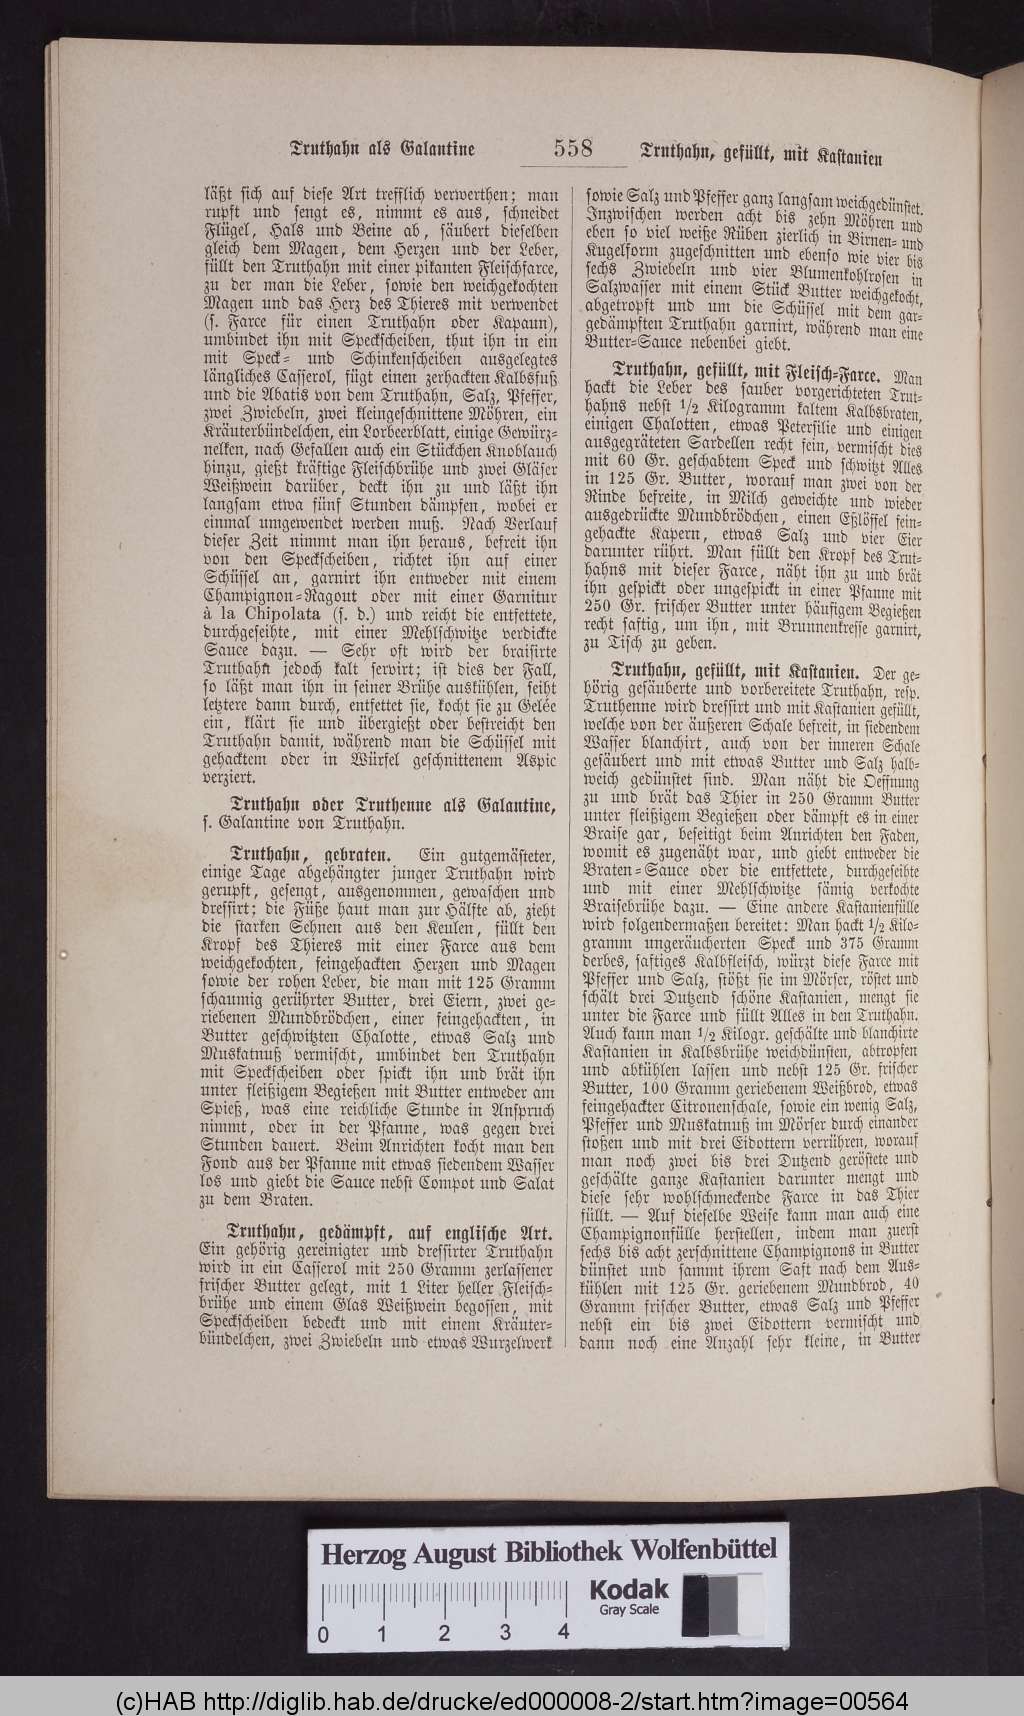 Truthahn als Galantine 558 Truthahn, gefüllt, mit Kastanien
läßt sich auf diese Art trefflich verwerthen; man
rupft und sengt es, nimmt es aus, schneidet
Flügel, Hals und Beine ab, säubert dieselben
gleich dem Magen, dem Herzen und der Leber,
füllt den Truthahn mit einer pikanten Fleischfarce,
zu der man die Leber, sowie den weichgekochten
Magen und das Herz des Thieres mit verwendet
(s. Farce für einen Truthahn oder Kapaun),
umbindet ihn mit Speckscheiben, thut ihn in ein
mit Speck- und Schinkenscheiben ausgelegtes
längliches Casserol, fügt einen zerhackten Kalbsfuß
und die Abatis von dem Truthahn, Salz, Pfeffer,
zwei Zwiebeln, zwei kleingeschnittene Möhren, ein
Kräuterbündelchen, ein Lorbeerblatt, einige Gewürz-
nelken, nach Gefallen auch ein Stückchen Knoblauch
hinzu, gießt kräftige Fleischbrühe und zwei Gläser
Weißwein darüber, deckt ihn zu und läßt ihn
langsam etwa fünf Stunden dämpfen, wobei er
einmal umgewendet werden muß. Nach Verlauf
dieser Zeit nimmt man ihn heraus, befreit ihn
von den Speckscheiben, richtet ihn auf einer
Schüssel an, garnirt ihn entweder mit einem
Champignon-Ragout oder mit einer Garnitur
à la Chipolata (s. d.) und reicht die entfettete,
durchgeseihte, mit einer Mehlschwitze verdickte
Sauce dazu. — Sehr oft wird der braisirte
Truthahn jedoch kalt servirt; ist dies der Fall,
so läßt man ihn in seiner Brühe auskühlen, seiht
letztere dann durch, entfettet sie, kocht sie zu Gelée
ein, klärt sie und übergießt oder bestreicht den
Truthahn damit, während man die Schüssel mit
gehacktem oder in Würfel geschnittenem Aspic
verziert.
Truthahn oder Truthenne als Galantine,
s. Galantine von Truthahn.
Truthahn, gebraten. Ein gutgemästeter,
einige Tage abgehängter junger Truthahn wird
gerupft, gesengt, ausgenommen, gewaschen und
dressirt; die Füße haut man zur Hälfte ab, zieht
die starken Sehnen aus den Keulen, füllt den
Kropf des Thieres mit einer Farce aus dem
weichgekochten, feingehackten Herzen und Magen
sowie der rohen Leber, die man mit 125 Gramm
schaumig gerührter Butter, drei Eiern, zwei ge-
riebenen Mundbrödchen, einer feingehackten, in
Butter geschwitzten Chalotte, etwas Salz und
Muskatnuß vermischt, umbindet den Truthahn
mit Speckscheiben oder spickt ihn und brät ihn
unter fleißigem Begießen mit Butter entweder am
Spieß, was eine reichliche Stunde in Anspruch
nimmt, oder in der Pfanne, was gegen drei
Stunden dauert. Beim Anrichten kocht man den
Fond aus der Pfanne mit etwas siedendem Wasser
los und giebt die Sauce nebst Compot und Salat
zu dem Braten.
Truthahn, gedämpft, auf englische Art.
Ein gehörig gereinigter und dressirter Truthahn
wird in ein Casserol mit 250 Gramm zerlassener
frischer Butter gelegt, mit 1 Liter heller Fleisch-
brühe und einem Glas Weißwein begossen, mit
Speckscheiben bedeckt und mit einem Kräuter-
bündelchen, zwei Zwiebeln und etwas Wurzelwerk
sowie Salz und Pfeffer ganz langsam weichgedünstet.
Inzwischen werden acht bis zehn Möhren und
eben so viel weiße Rüben zierlich in Birnen- und
Kugelform zugeschnitten und ebenso wie vier bis
sechs Zwiebeln und vier Blumenkohlrosen in
Salzwasser mit einem Stück Butter weichgekocht,
abgetropft und um die Schüssel mit dem gar-
gedämpften Truthahn garnirt, während man eine
Butter-Sauce nebenbei giebt.
Truthahn, gefüllt, mit Fleisch-Farce. Man
hackt die Leber des sauber vorgerichteten Trut-
hahns nebst 1/2 Kilogramm kaltem Kalbsbraten,
einigen Chalotten, etwas Petersilie und einigen
ausgegräteten Sardellen recht fein, vermischt dies
mit 60 Gr. geschabtem Speck und schwitzt Alles
in 125 Gr. Butter, worauf man zwei von der
Rinde befreite, in Milch geweichte und wieder
ausgedrückte Mundbrödchen, einen Eßlöffel fein-
gehackte Kapern, etwas Salz und vier Eier
darunter rührt. Man füllt den Kropf des Trut-
hahns mit dieser Farce, näht ihn zu und brät
ihn gespickt oder ungespickt in einer Pfanne mit
250 Gr. frischer Butter unter häufigem Begießen
recht saftig, um ihn, mit Brunnenkresse garnirt,
zu Tisch zu geben.
Truthahn, gefüllt, mit Kastanien. Der ge-
hörig gesäuberte und vorbereitete Truthahn, resp.
Truthenne wird dressirt und mit Kastanien gefüllt,
welche von der äußeren Schale befreit, in siedendem
Wasser blanchirt, auch von der inneren Schale
gesäubert und mit etwas Butter und Salz halb-
weich gedünstet sind. Man näht die Oeffnung
zu und brät das Thier in 250 Gramm Butter
unter fleißigem Begießen oder dämpft es in einer
Braise gar, beseitigt beim Anrichten den Faden,
womit es zugenäht war, und giebt entweder die
Braten-Sauce oder die entfettete, durchgeseihte
und mit einer Mehlschwitze sämig verkochte
Braisebrühe dazu. — Eine andere Kastanienfülle
wird folgendermaßen bereitet: Man hackt 1/2 Kilo-
gramm ungeräucherten Speck und 375 Gramm
derbes, saftiges Kalbfleisch, würzt diese Farce mit
Pfeffer und Salz, stößt sie im Mörser, röstet und
schält drei Dutzend schöne Kastanien, mengt sie
unter die Farce und füllt Alles in den Truthahn.
Auch kann man 1/2 Kilogr. geschälte und blanchirte
Kastanien in Kalbsbrühe weichdünsten, abtropfen
und abkühlen lassen und nebst 125 Gr. frischer
Butter, 100 Gramm geriebenem Weißbrod, etwas
feingehackter Citronenschale, sowie ein wenig Salz,
Pfeffer und Muskatnuß im Mörser durch einander
stoßen und mit drei Eidottern verrühren, worauf
man noch zwei bis drei Dutzend geröstete und
geschälte ganze Kastanien darunter mengt und
diese sehr wohlschmeckende Farce in das Thier
füllt. — Auf dieselbe Weise kann man auch eine
Champignonfülle herstellen, indem man zuerst
sechs bis acht zerschnittene Champignons in Butter
dünstet und sammt ihrem Saft nach dem Aus-
kühlen mit 125 Gr. geriebenem Mundbrod, 40
Gramm frischer Butter, etwas Salz und Pfeffer
nebst ein bis zwei Eidottern vermischt und
dann noch eine Anzahl sehr kleine, in Butter
Herzog August Bibliothek Wolfenbüttel
Kodak
Gray Scale
0 1 2 3 4
(c)HAB http://diglib.hab.de/drucke/ed000008-2/start.htm?image=00564